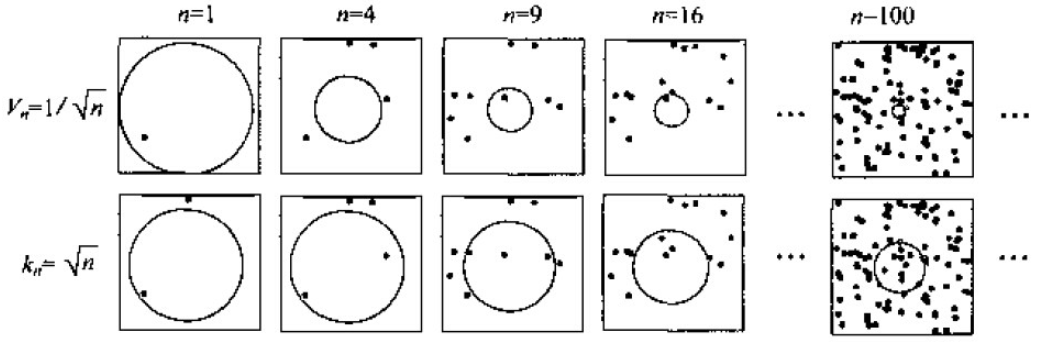 n=1 n=4 n=9 n=16 n=100
Vₙ=1/√n ... ...
kₙ=√n ... ...